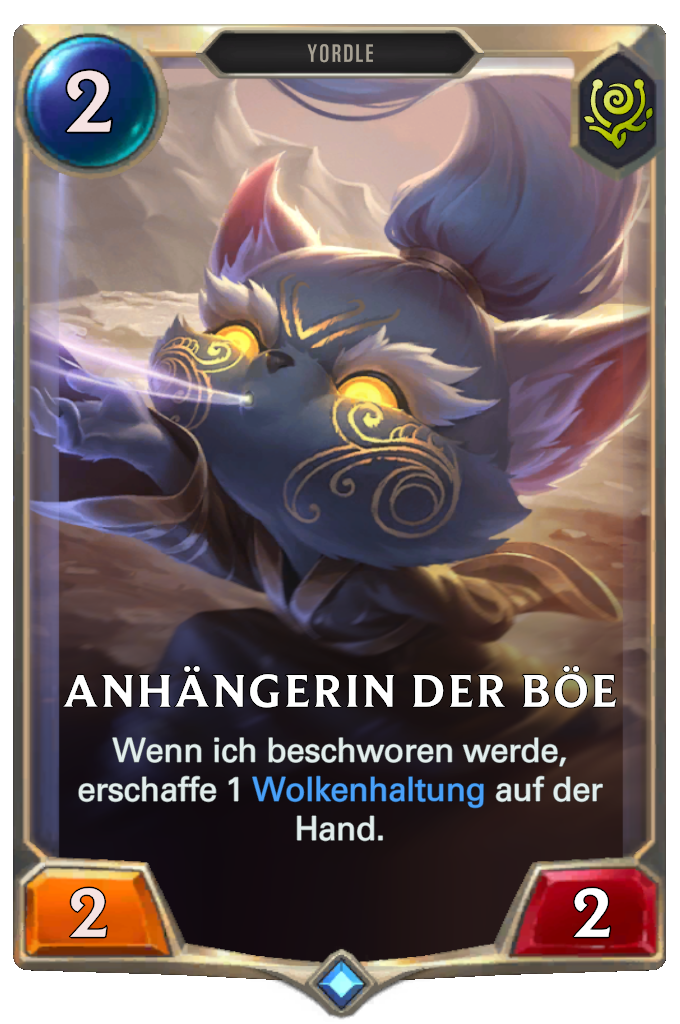 2
YORDLE
ANHÄNGERIN DER BÖE
Wenn ich beschworen werde,
erschaffe 1 Wolkenhaltung auf der
Hand.
2
2